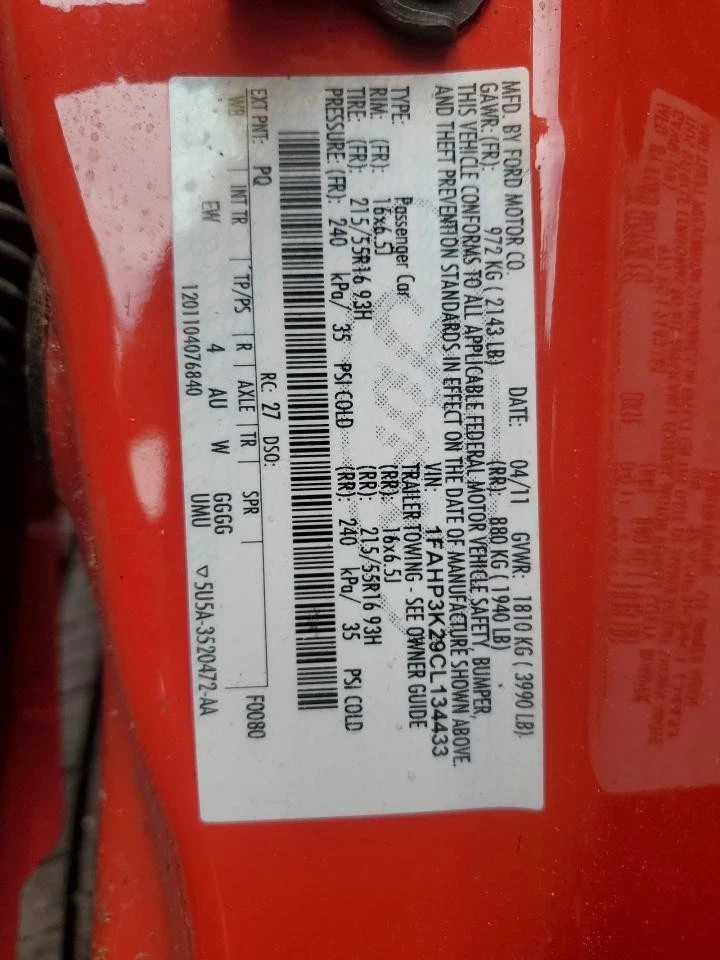 MFD. BY FORD MOTOR CO. DATE: 04/11 GVWR: 1810 KG ( 3990 LB)
GAWR: (FR): 972 KG ( 2143 LB) (RR): 880 KG ( 1940 LB)
THIS VEHICLE CONFORMS TO ALL APPLICABLE FEDERAL MOTOR VEHICLE SAFETY, BUMPER,
AND THEFT PREVENTION STANDARDS IN EFFECT ON THE DATE OF MANUFACTURE SHOWN ABOVE.
VIN: 1FAHP3K29CL134433
TYPE: Passenger Car TRAILER TOWING - SEE OWNER GUIDE
RIM: (FR): 16x6.5J (RR): 16x6.5J
TIRE: (FR): 215/55R16 93H (RR): 215/55R16 93H
PRESSURE: (FR): 240 kPa/ 35 PSI COLD (RR): 240 kPa/ 35 PSI COLD
EXT PNT: PQ RC: 27 DSO: F0080
WB INT TR TP/PS R AXLE TR SPR
EW 4 AU W GGGG
1201104076840 UMU ▽5U5A-3520472-AA